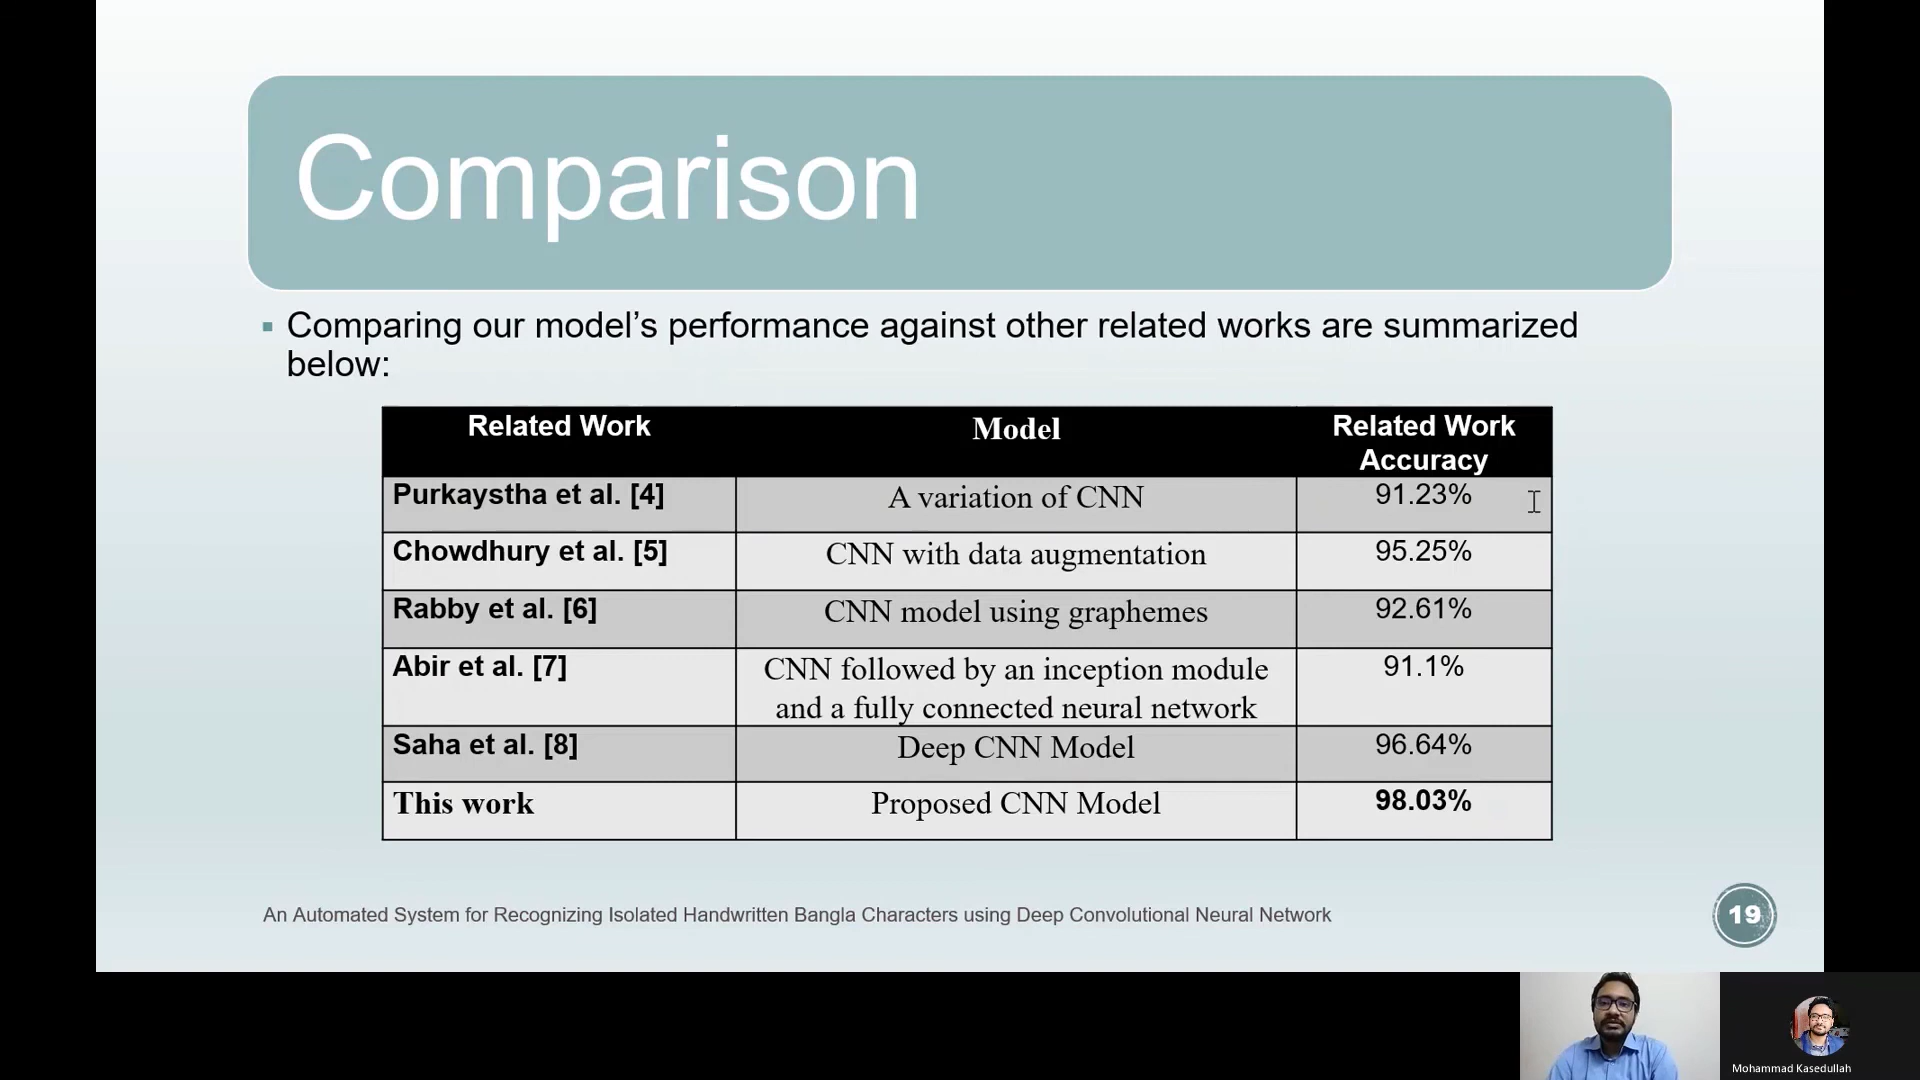 Comparison
Comparing our model’s performance against other related works are summarized
below:
Related Work
Model
Related Work
Accuracy
Purkaystha et al. [4]
A variation of CNN
91.23%
Chowdhury et al. [5]
CNN with data augmentation
95.25%
Rabby et al. [6]
CNN model using graphemes
92.61%
Abir et al. [7]
CNN followed by an inception module
and a fully connected neural network
91.1%
Saha et al. [8]
Deep CNN Model
96.64%
This work
Proposed CNN Model
98.03%
An Automated System for Recognizing Isolated Handwritten Bangla Characters using Deep Convolutional Neural Network
19
Mohammad Kasedullah